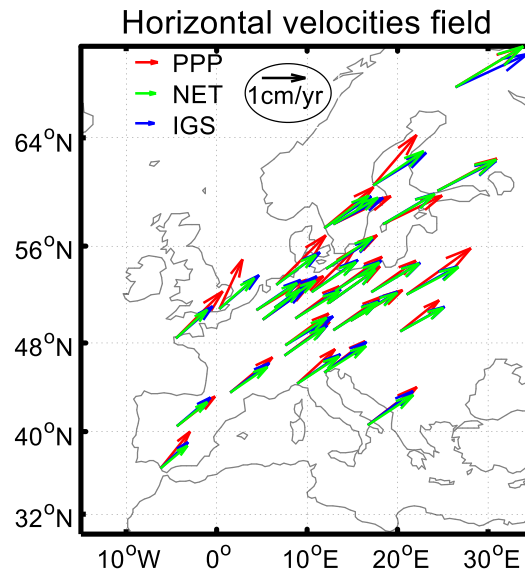 Horizontal velocities field
PPP
NET
IGS
1cm/yr
64°N
56°N
48°N
40°N
32°N
10°W 0° 10°E 20°E 30°E